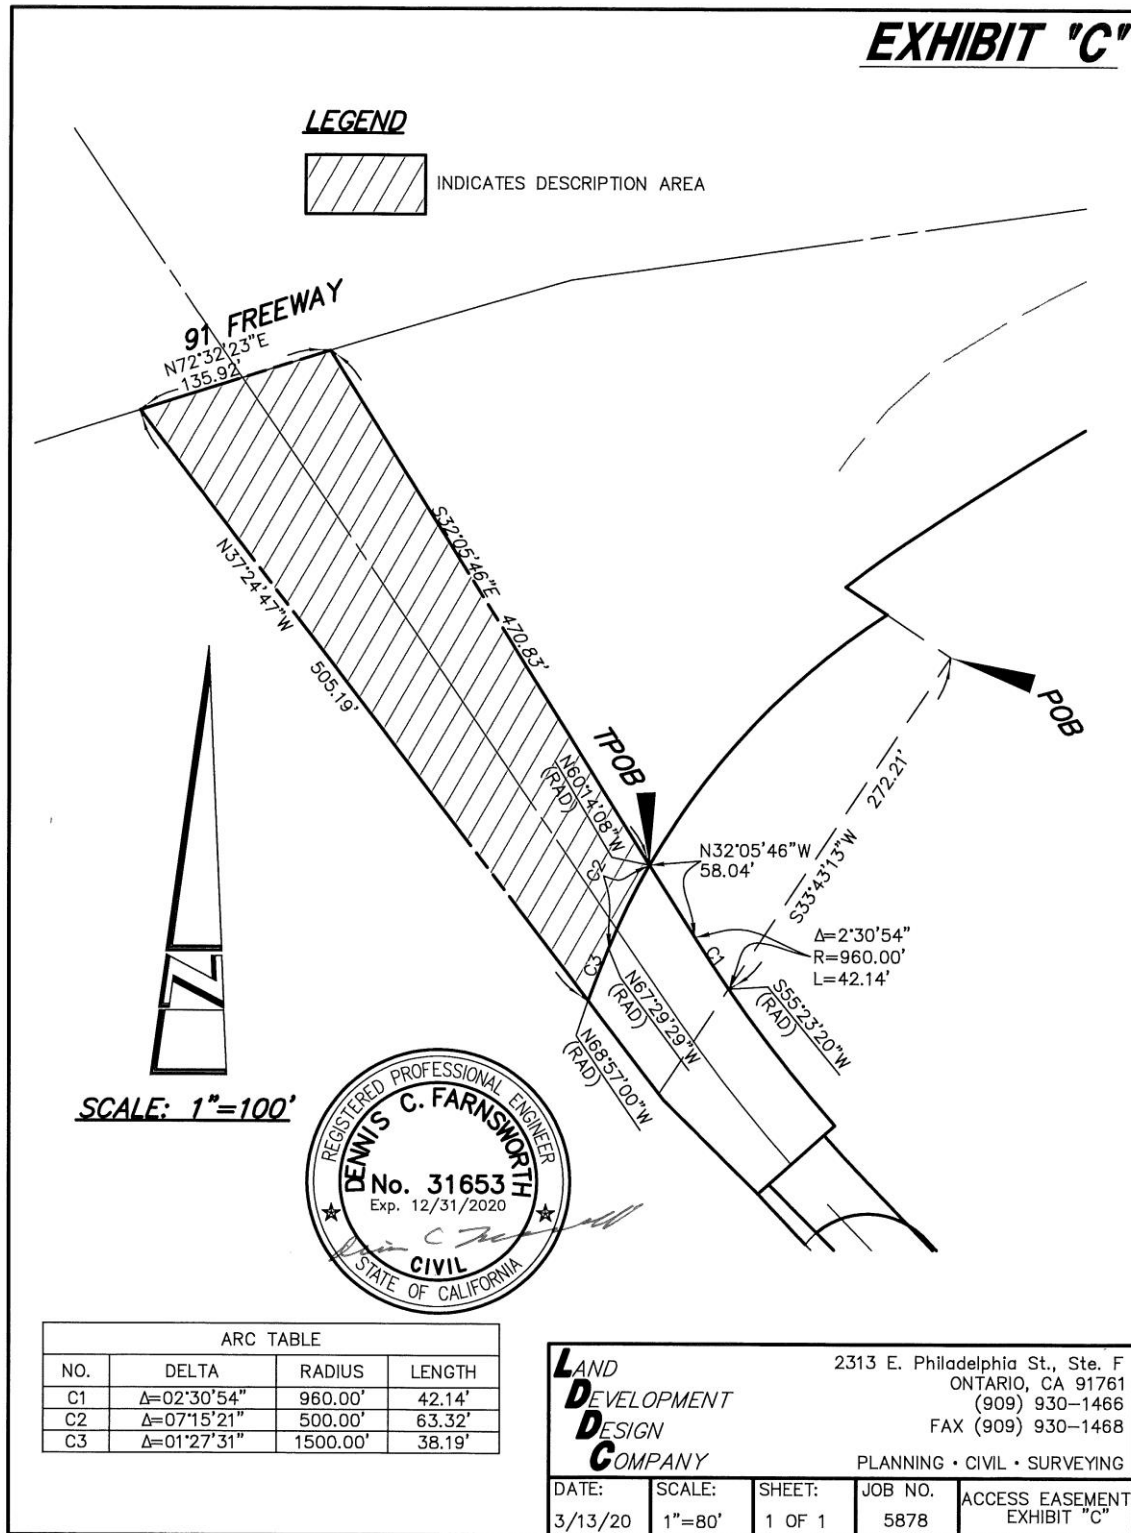 EXHIBIT "C"
LEGEND
INDICATES DESCRIPTION AREA
91 FREEWAY
N72°32'23"E
135.92'
S32°05'46"E 470.83'
N37°24'47"W
505.19'
POB
TPOB
N60°14'08"W
(RAD)
S33°43'13"W 272.21'
N32°05'46"W
58.04'
C2
C1
Δ=2°30'54"
R=960.00'
L=42.14'
C3
N67°29'29"W
(RAD)
S55°23'20"W
(RAD)
N68°57'00"W
(RAD)
N
SCALE: 1"=100'
REGISTERED PROFESSIONAL ENGINEER
DENNIS C. FARNSWORTH
No. 31653
Exp. 12/31/2020
CIVIL
STATE OF CALIFORNIA
ARC TABLE
NO. DELTA RADIUS LENGTH
C1 Δ=02°30'54" 960.00' 42.14'
C2 Δ=07°15'21" 500.00' 63.32'
C3 Δ=01°27'31" 1500.00' 38.19'
LAND
DEVELOPMENT
DESIGN
COMPANY
2313 E. Philadelphia St., Ste. F
ONTARIO, CA 91761
(909) 930-1466
FAX (909) 930-1468
PLANNING • CIVIL • SURVEYING
DATE: SCALE: SHEET: JOB NO. ACCESS EASEMENT
3/13/20 1"=80' 1 OF 1 5878 EXHIBIT "C"